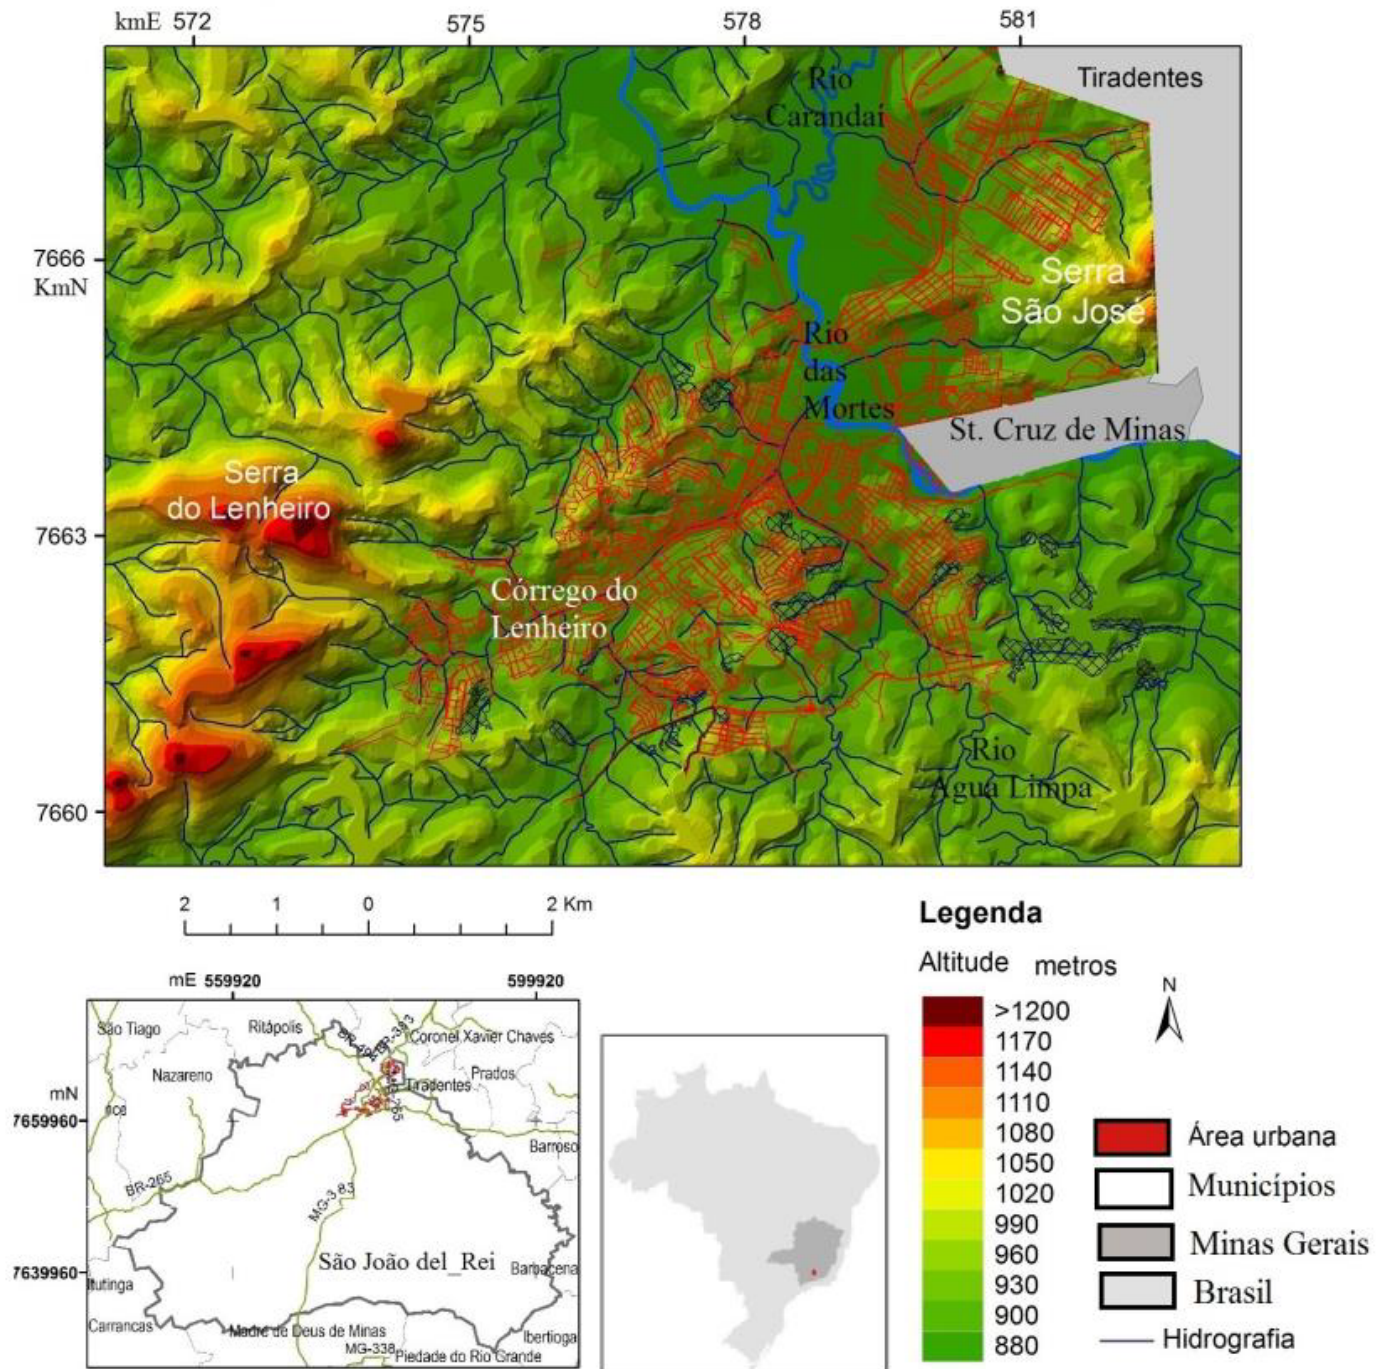 kmE 572 575 578 581
Tiradentes
Rio
Carandaí
7666
KmN
Serra
São José
Rio
das
Mortes
St. Cruz de Minas
Serra
do Lenheiro
7663
Córrego do
Lenheiro
Rio
Agua Limpa
7660
2 1 0 2 Km
Legenda
Altitude metros
N
>1200
1170
1140
1110
1080
1050
1020
990
960
930
900
880
Área urbana
Municípios
Minas Gerais
Brasil
Hidrografia
mE 559920 599920
São Tiago
Ritápolis
Coronel Xavier Chaves
Nazareno
Prados
Tiradentes
mN
7659960
Barroso
BR-265
MG-383
São João del_Rei
7639960
Barbacena
Itutinga
Carrancas
Madre de Deus de Minas
Ibertioga
MG-338
Piedade do Rio Grande